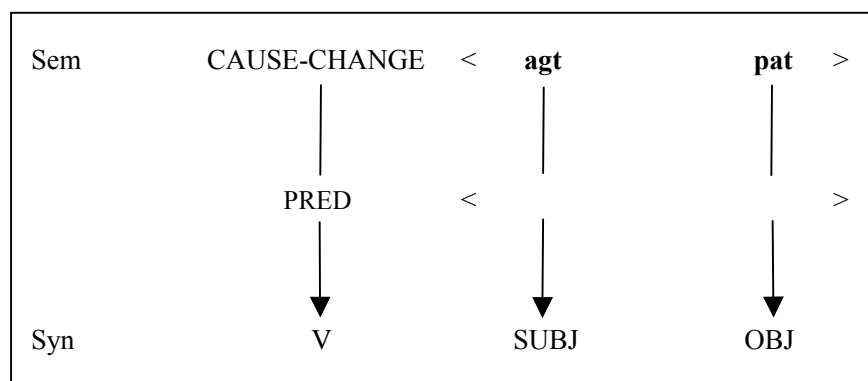 Sem CAUSE-CHANGE < agt pat >
PRED < >
Syn V SUBJ OBJ